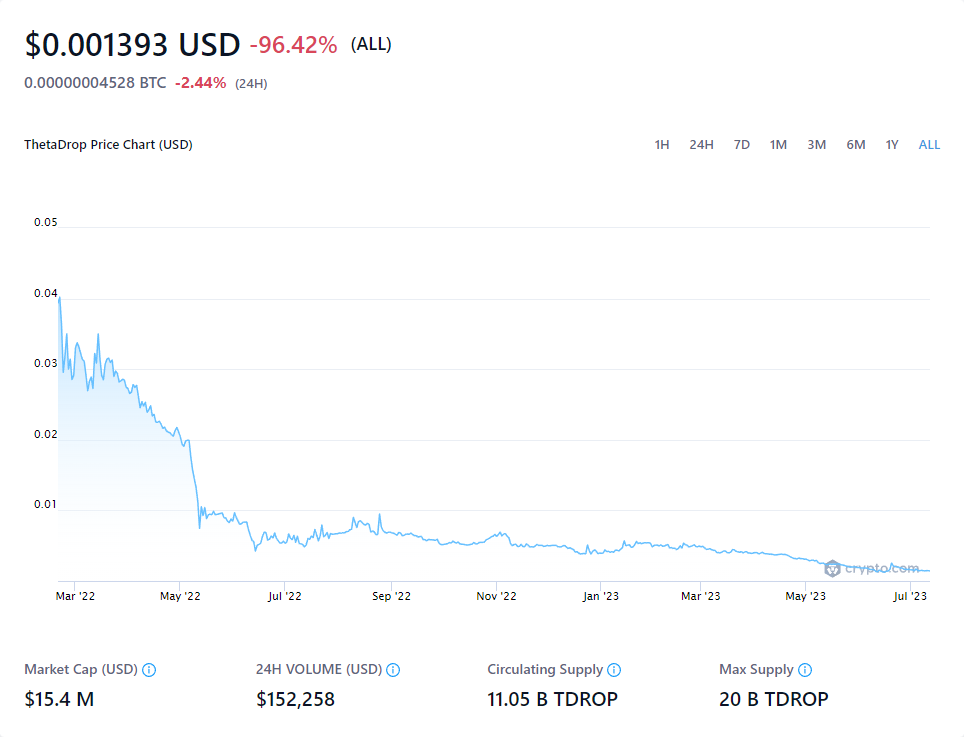 $0.001393 USD -96.42% (ALL)
0.00000004528 BTC -2.44% (24H)
ThetaDrop Price Chart (USD) 1H 24H 7D 1M 3M 6M 1Y ALL
0.05
0.04
0.03
0.02
0.01
crypto.com
Mar '22 May '22 Jul '22 Sep '22 Nov '22 Jan '23 Mar '23 May '23 Jul '23
Market Cap (USD) 24H VOLUME (USD) Circulating Supply Max Supply
$15.4 M $152,258 11.05 B TDROP 20 B TDROP